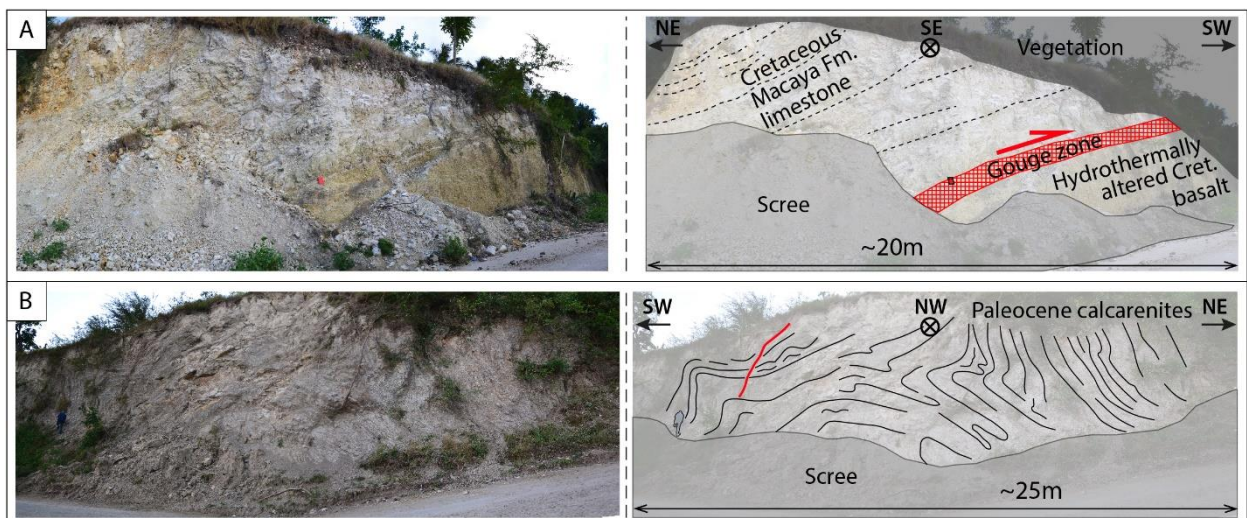 A
NE
SE
SW
Vegetation
Cretaceous
Macaya Fm.
limestone
Gouge zone
Hydrothermally
altered Cret.
basalt
Scree
~20m
B
SW
NW
Paleocene calcarenites
NE
Scree
~25m